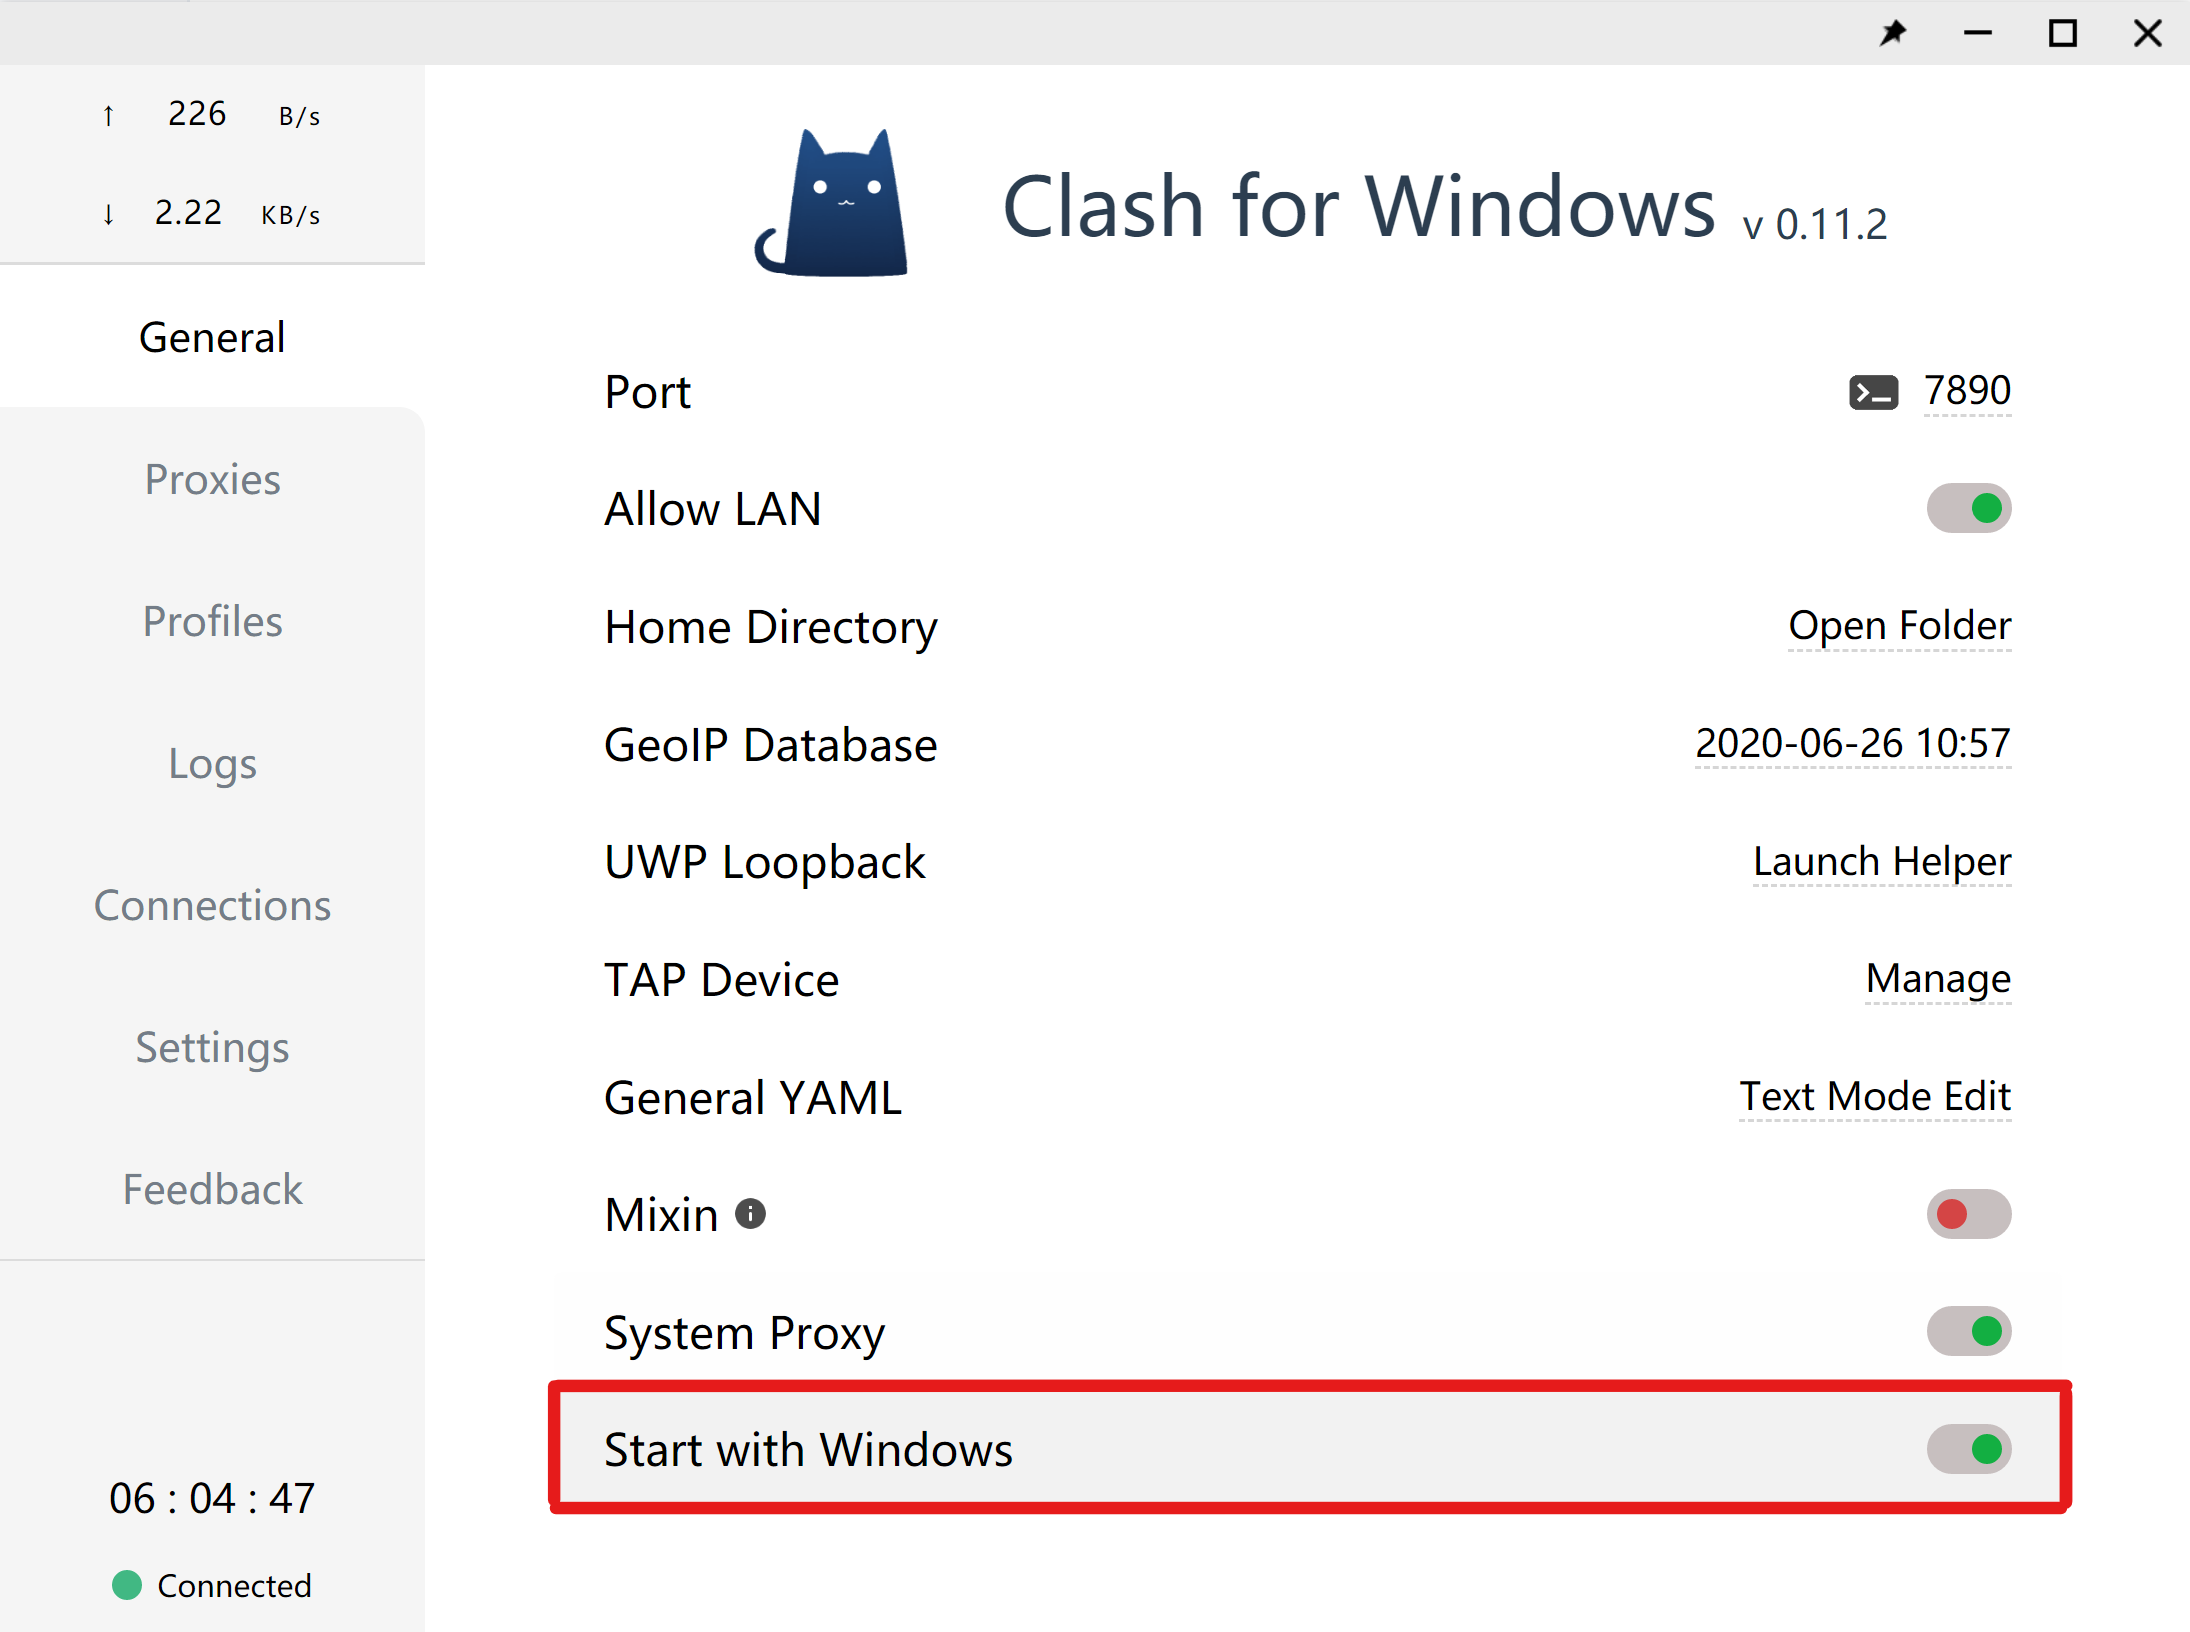 ↑ 226 B/s
↓ 2.22 KB/s
General
Proxies
Profiles
Logs
Connections
Settings
Feedback
06 : 04 : 47
Connected
Clash for Windows v 0.11.2
Port 7890
Allow LAN
Home Directory Open Folder
GeoIP Database 2020-06-26 10:57
UWP Loopback Launch Helper
TAP Device Manage
General YAML Text Mode Edit
Mixin
System Proxy
Start with Windows